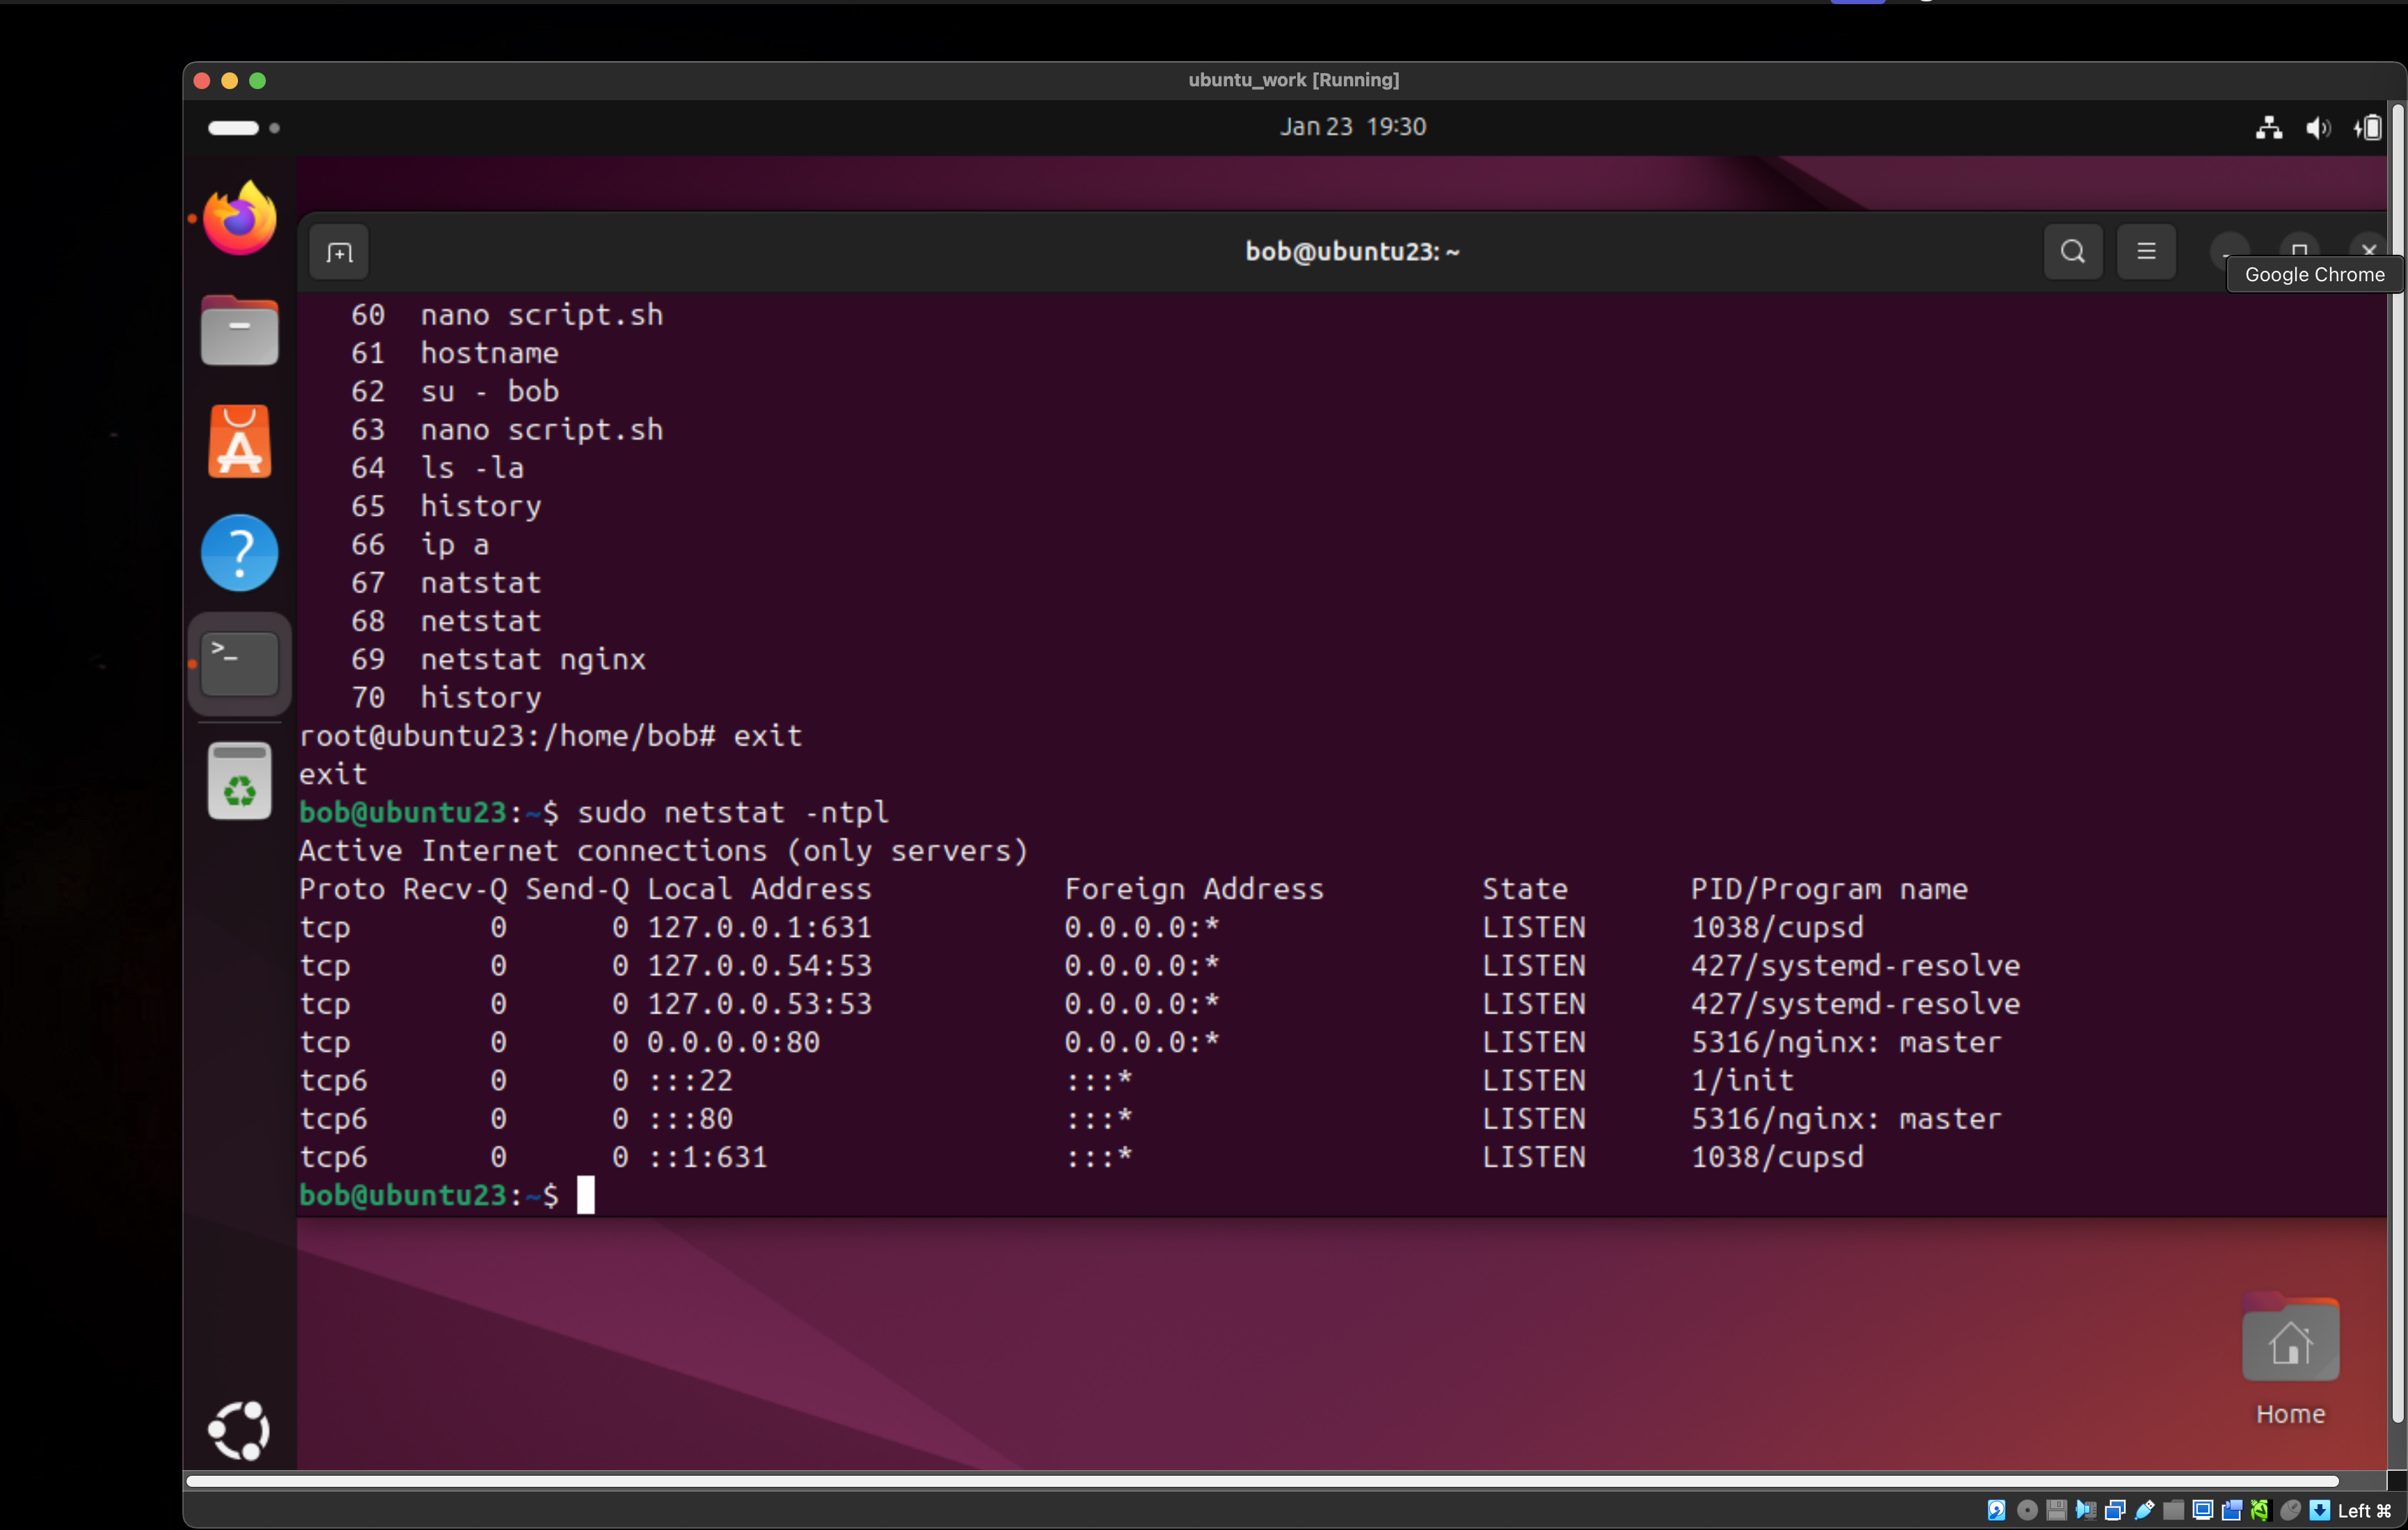 ubuntu_work [Running]
Jan 23 19:30
bob@ubuntu23: ~
Google Chrome
60 nano script.sh
61 hostname
62 su - bob
63 nano script.sh
64 ls -la
65 history
66 ip a
67 natstat
68 netstat
69 netstat nginx
70 history
root@ubuntu23:/home/bob# exit
exit
bob@ubuntu23:~$ sudo netstat -ntpl
Active Internet connections (only servers)
Proto Recv-Q Send-Q Local Address Foreign Address State PID/Program name
tcp 0 0 127.0.0.1:631 0.0.0.0:* LISTEN 1038/cupsd
tcp 0 0 127.0.0.54:53 0.0.0.0:* LISTEN 427/systemd-resolve
tcp 0 0 127.0.0.53:53 0.0.0.0:* LISTEN 427/systemd-resolve
tcp 0 0 0.0.0.0:80 0.0.0.0:* LISTEN 5316/nginx: master
tcp6 0 0 :::22 :::* LISTEN 1/init
tcp6 0 0 :::80 :::* LISTEN 5316/nginx: master
tcp6 0 0 ::1:631 :::* LISTEN 1038/cupsd
bob@ubuntu23:~$
Home
Left ⌘